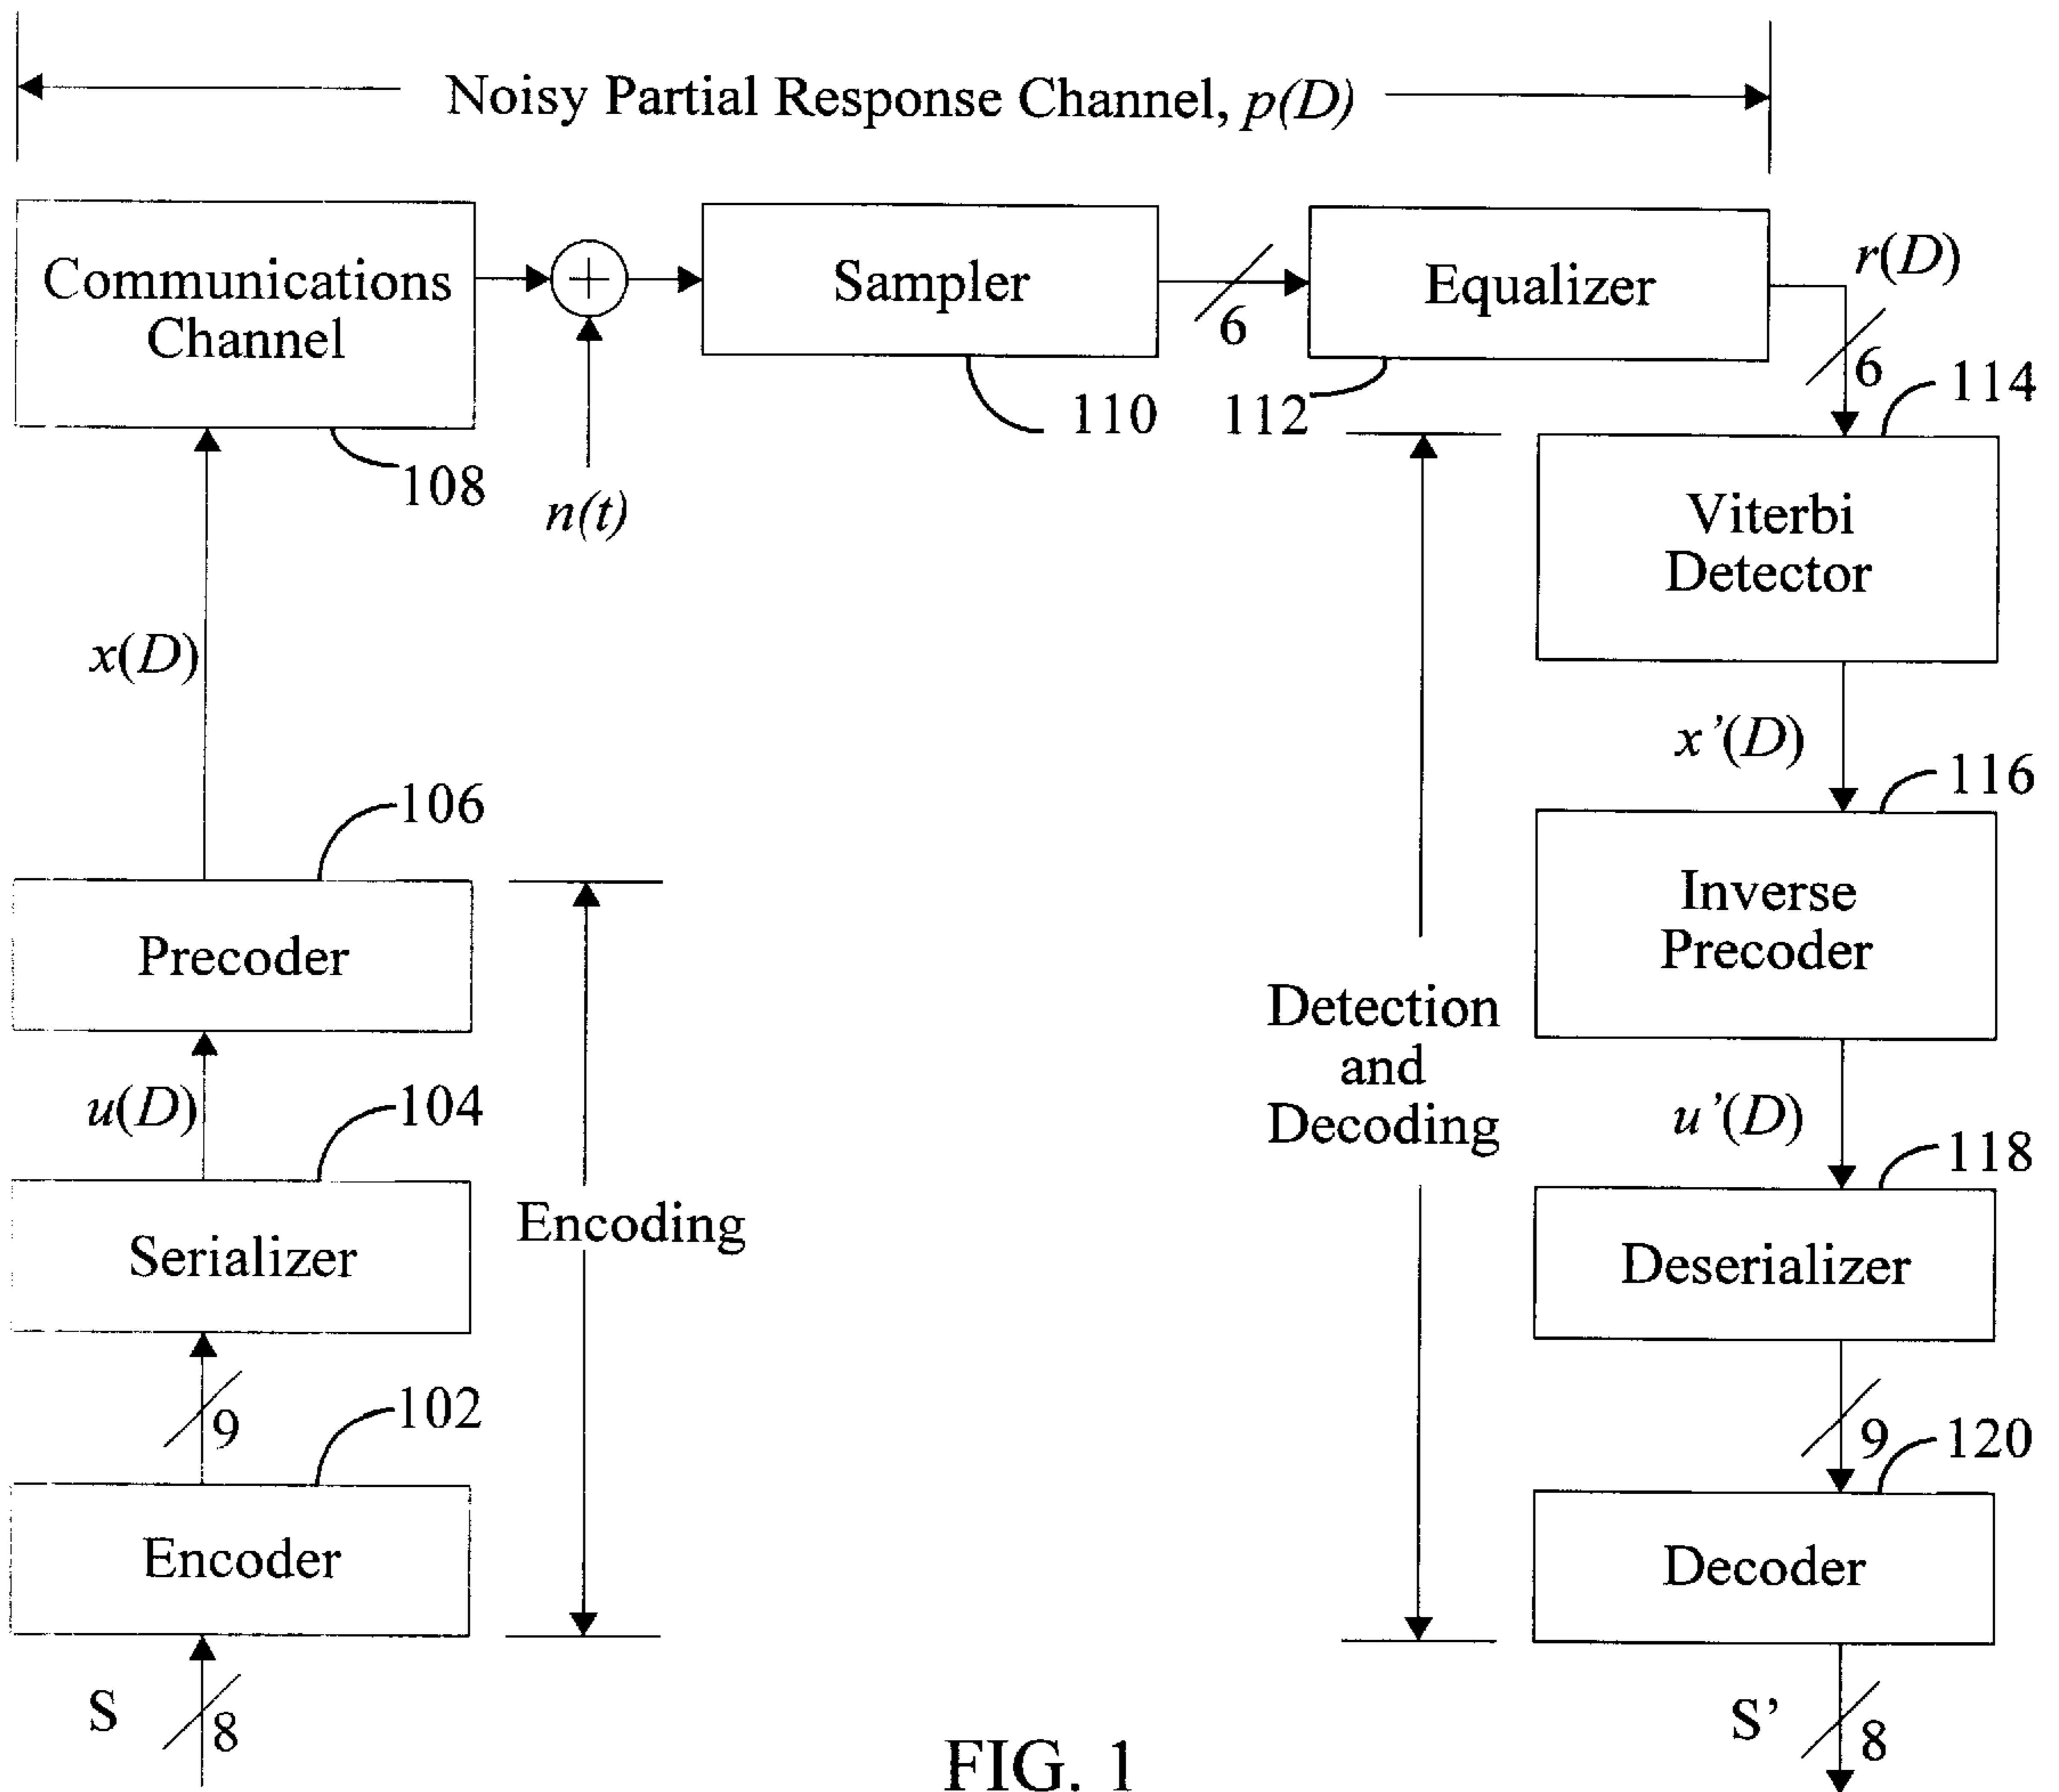 Noisy Partial Response Channel, p(D)
Communications
Channel
108
n(t)
Sampler
110
6
Equalizer
112
r(D)
6
114
Viterbi
Detector
x'(D)
116
Inverse
Precoder
u'(D)
118
Deserializer
9
120
Decoder
S'
8
Detection
and
Decoding
x(D)
106
Precoder
u(D)
104
Serializer
9
102
Encoder
S
8
Encoding
+
FIG. 1